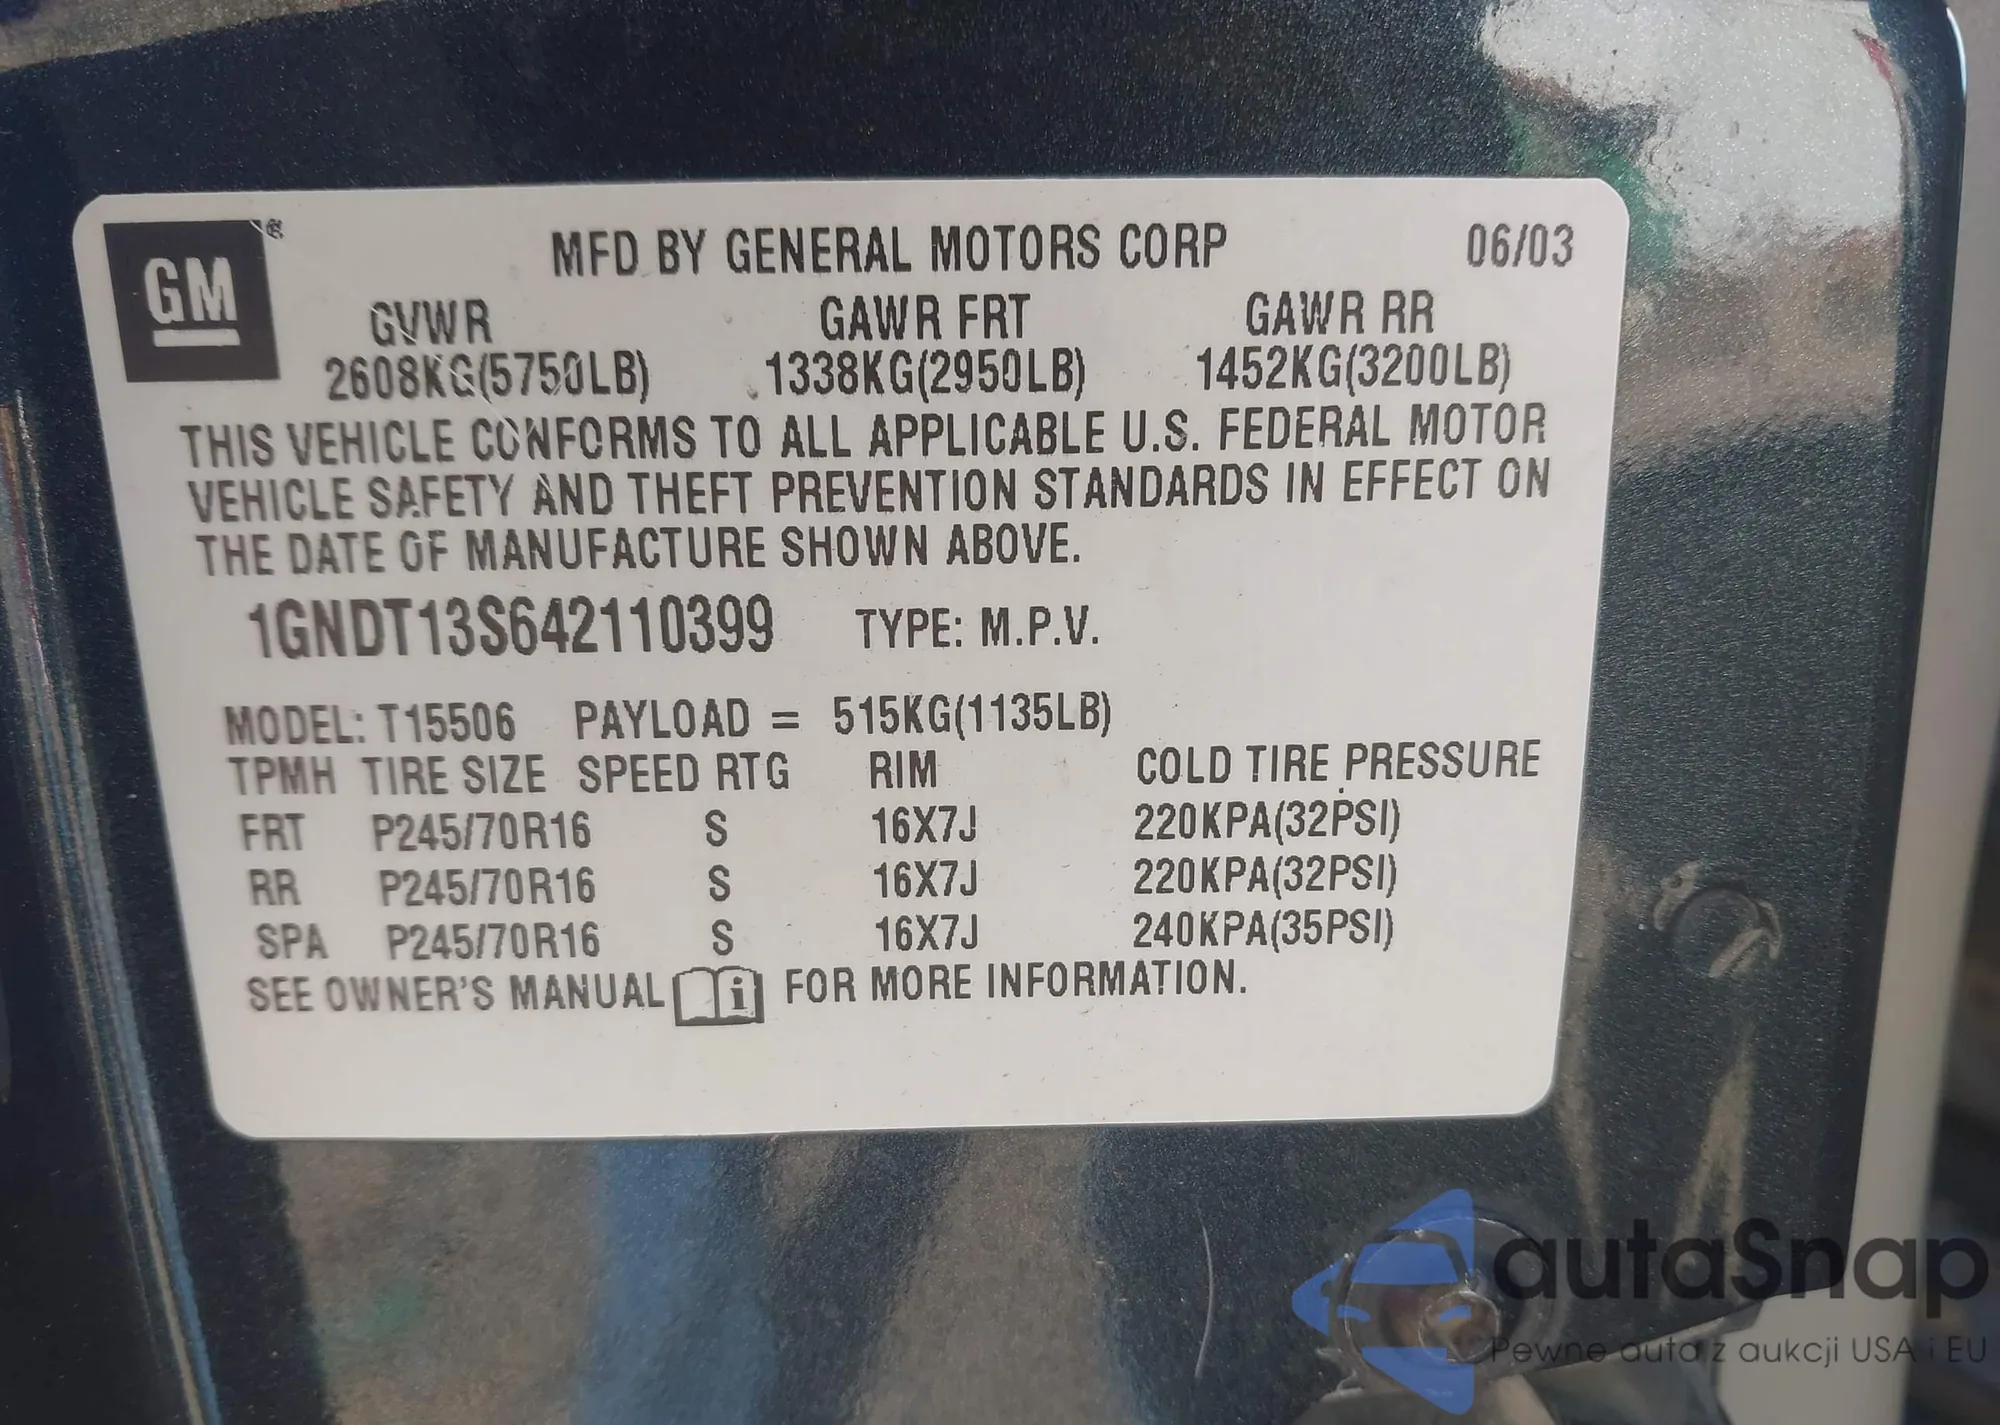 GM ®
MFD BY GENERAL MOTORS CORP 06/03
GVWR GAWR FRT GAWR RR
2608KG(5750LB) 1338KG(2950LB) 1452KG(3200LB)
THIS VEHICLE CONFORMS TO ALL APPLICABLE U.S. FEDERAL MOTOR
VEHICLE SAFETY AND THEFT PREVENTION STANDARDS IN EFFECT ON
THE DATE OF MANUFACTURE SHOWN ABOVE.
1GNDT13S642110399 TYPE: M.P.V.
MODEL: T15506 PAYLOAD = 515KG(1135LB)
TPMH TIRE SIZE SPEED RTG RIM COLD TIRE PRESSURE
FRT P245/70R16 S 16X7J 220KPA(32PSI)
RR P245/70R16 S 16X7J 220KPA(32PSI)
SPA P245/70R16 S 16X7J 240KPA(35PSI)
SEE OWNER'S MANUAL i FOR MORE INFORMATION.
autaSnap
Pewne auta z aukcji USA i EU